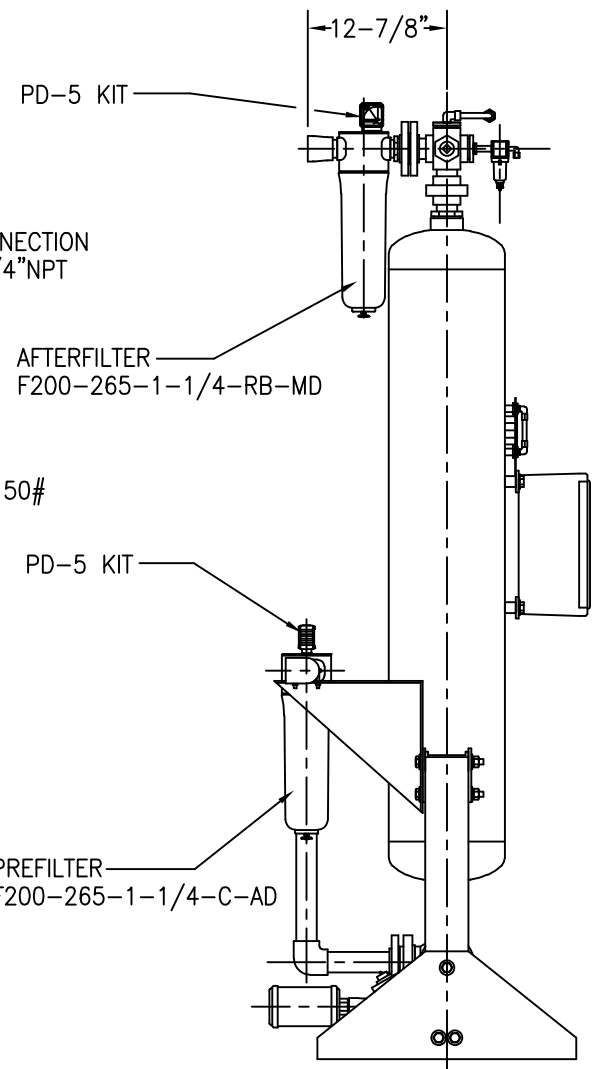 12-7/8"
PD-5 KIT
NECTION
/4"NPT
AFTERFILTER
F200-265-1-1/4-RB-MD
50#
PD-5 KIT
PREFILTER
F200-265-1-1/4-C-AD